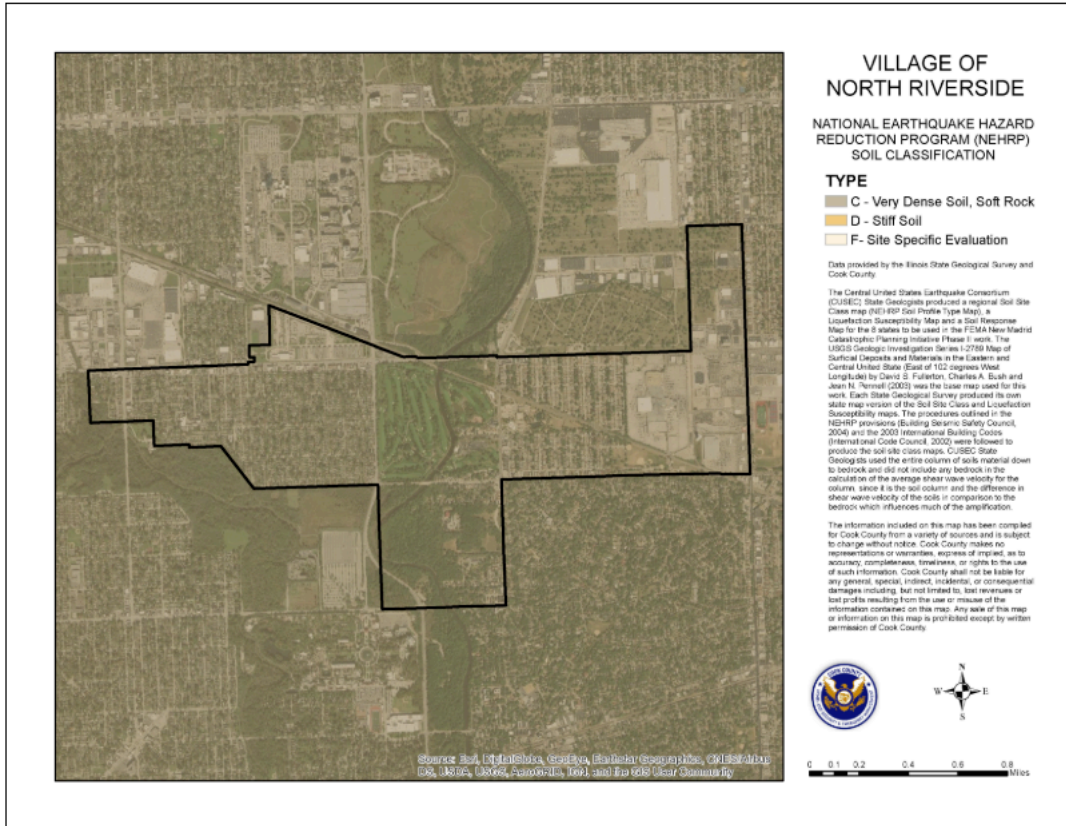 VILLAGE OF
NORTH RIVERSIDE
NATIONAL EARTHQUAKE HAZARD
REDUCTION PROGRAM (NEHRP)
SOIL CLASSIFICATION
TYPE
C - Very Dense Soil, Soft Rock
D - Stiff Soil
F- Site Specific Evaluation
Data provided by the Illinois State Geological Survey and
Cook County.
The Central United States Earthquake Consortium
(CUSEC) State Geologists produced a regional Soil Site
Class map (NEHRP Soil Profile Type Map), a
Liquefaction Susceptibility Map and a Soil Response
Map for the 8 states to be used in the FEMA New Madrid
Catastrophic Planning Initiative Phase II work. The
USGS Geologic Investigation Series I-2789 Map of
Surficial Deposits and Materials in the Eastern and
Central United State (East of 102 degrees West
Longitude) by David S. Fullerton, Charles A. Bush and
Jean N. Pennell (2003) was the base map used for this
work. Each State Geological Survey produced its own
state map version of the Soil Site Class and Liquefaction
Susceptibility maps. The procedures outlined in the
NEHRP provisions (Building Seismic Safety Council,
2004) and the 2003 International Building Codes
(International Code Council, 2002) were followed to
produce the soil site class maps. CUSEC State
Geologists used the entire column of soils material down
to bedrock and did not include any bedrock in the
calculation of the average shear wave velocity for the
column, since it is the soil column and the difference in
shear wave velocity of the soils in comparison to the
bedrock which influences much of the amplification.
The information included on this map has been compiled
for Cook County from a variety of sources and is subject
to change without notice. Cook County makes no
representations or warranties, express of implied, as to
accuracy, completeness, timeliness, or rights to the use
of such information. Cook County shall not be liable for
any general, special, indirect, incidental, or consequential
damages including, but not limited to, lost revenues or
lost profits resulting from the use or misuse of the
information contained on this map. Any sale of this map
or information on this map is prohibited except by written
permission of Cook County.
N
W E
S
0 0.1 0.2 0.4 0.6 0.8
Miles
Source: Esri, DigitalGlobe, GeoEye, Earthstar Geographics, CNES/Airbus
DS, USDA, USGS, AeroGRID, IGN, and the GIS User Community